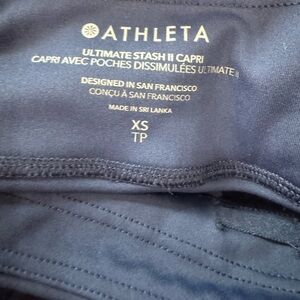 ATHLETA
ULTIMATE STASH II CAPRI
CAPRI AVEC POCHES DISSIMULÉES ULTIMATE II
DESIGNED IN SAN FRANCISCO
CONÇU À SAN FRANCISCO
MADE IN SRI LANKA
XS
TP